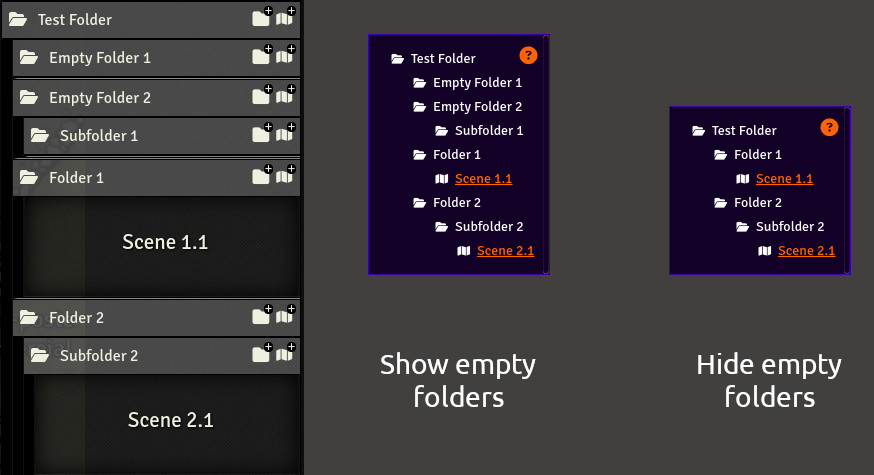 Test Folder
Empty Folder 1
Empty Folder 2
Subfolder 1
Folder 1
Scene 1.1
Folder 2
Subfolder 2
Scene 2.1
Test Folder
?
Empty Folder 1
Empty Folder 2
Subfolder 1
Folder 1
Scene 1.1
Folder 2
Subfolder 2
Scene 2.1
Show empty
folders
Test Folder
?
Folder 1
Scene 1.1
Folder 2
Subfolder 2
Scene 2.1
Hide empty
folders